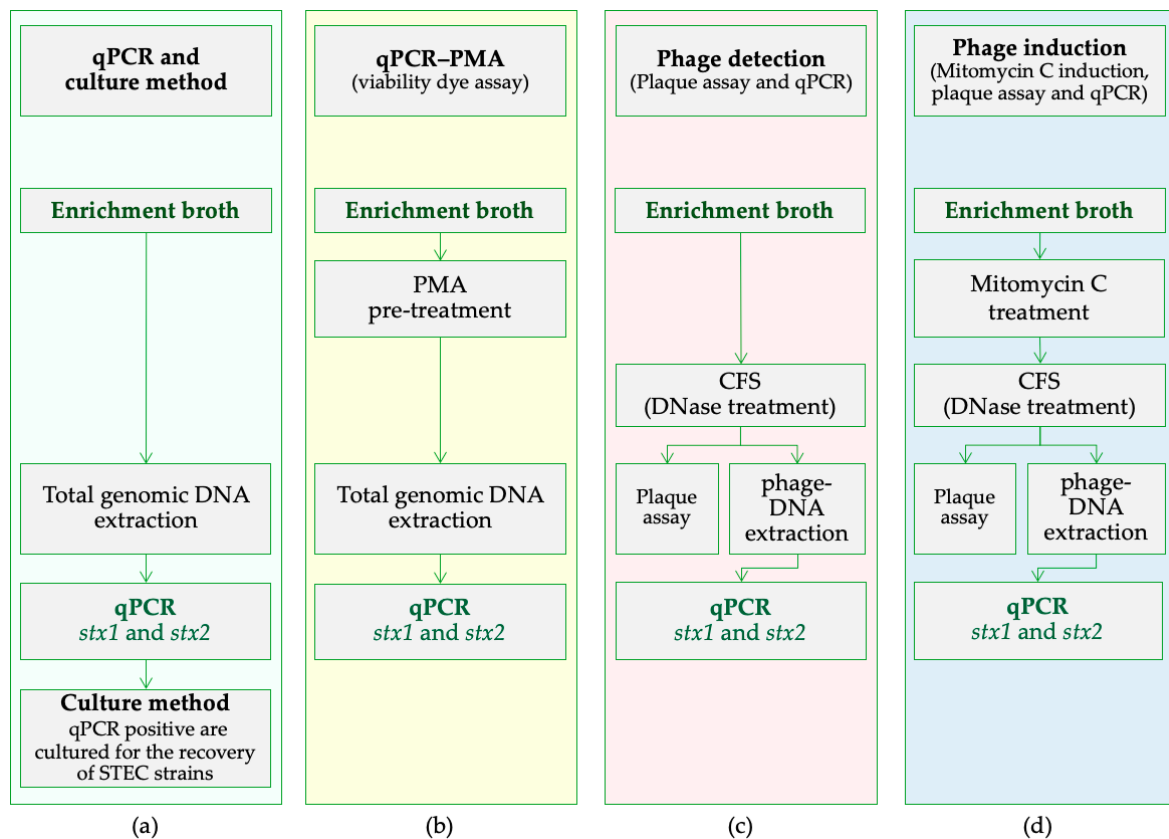 qPCR and
culture method
Enrichment broth
Total genomic DNA
extraction
qPCR
stx1 and stx2
Culture method
qPCR positive are
cultured for the recovery
of STEC strains
(a)
qPCR–PMA
(viability dye assay)
Enrichment broth
PMA
pre-treatment
Total genomic DNA
extraction
qPCR
stx1 and stx2
(b)
Phage detection
(Plaque assay and qPCR)
Enrichment broth
CFS
(DNase treatment)
Plaque
assay
phage-
DNA
extraction
qPCR
stx1 and stx2
(c)
Phage induction
(Mitomycin C induction,
plaque assay and qPCR)
Enrichment broth
Mitomycin C
treatment
CFS
(DNase treatment)
Plaque
assay
phage-
DNA
extraction
qPCR
stx1 and stx2
(d)